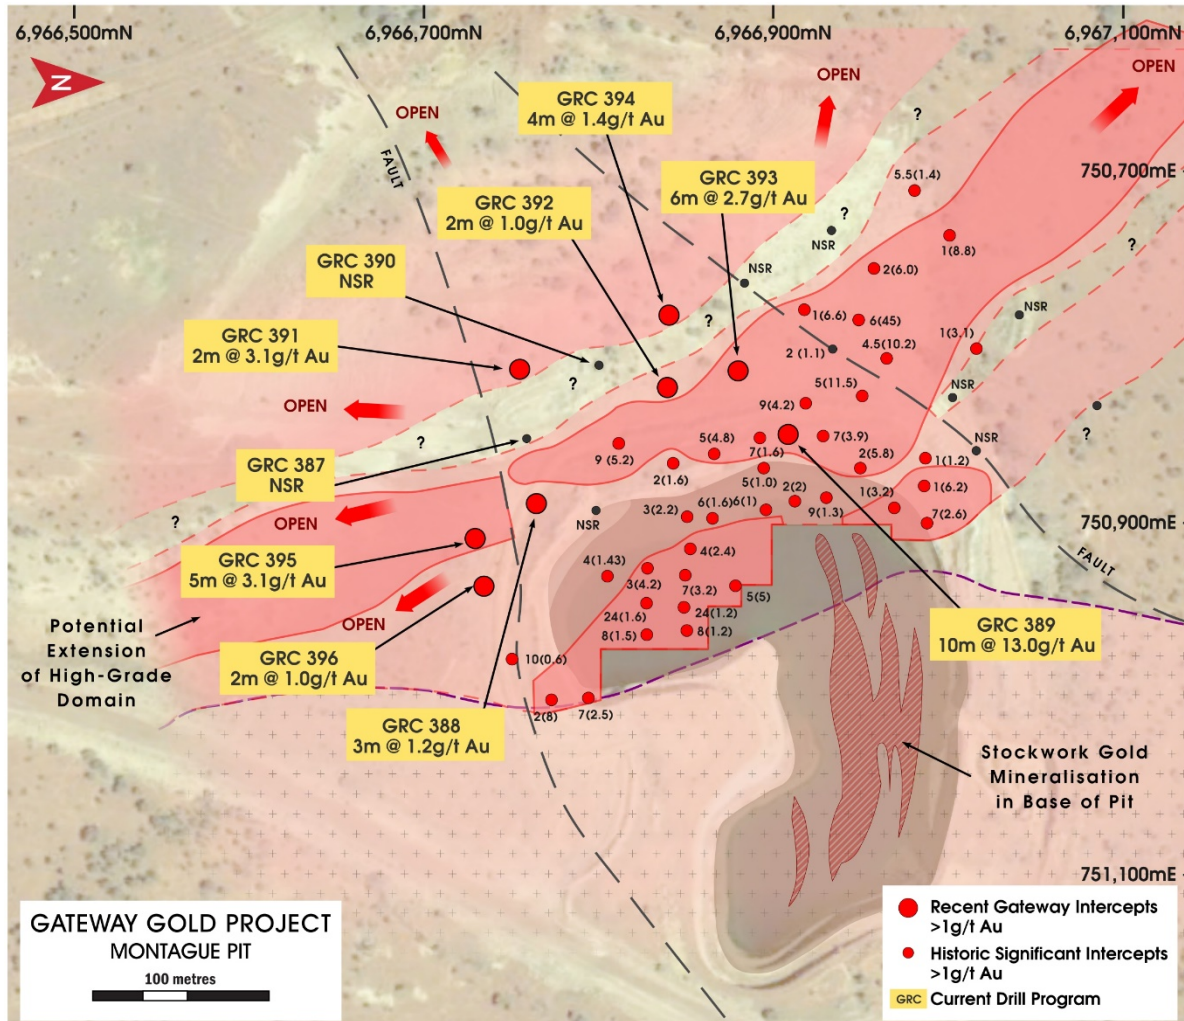 6,966,500mN
6,966,700mN
6,966,900mN
6,967,100mN
N
OPEN
OPEN
OPEN
GRC 394
4m @ 1.4g/t Au
FAULT
?
750,700mE
GRC 393
6m @ 2.7g/t Au
5.5(1.4)
GRC 392
2m @ 1.0g/t Au
?
NSR
?
1(8.8)
GRC 390
NSR
NSR
2(6.0)
NSR
?
1(6.6)
6(45)
GRC 391
2m @ 3.1g/t Au
2 (1.1)
4.5(10.2)
1(3.1)
?
5(11.5)
NSR
OPEN
9(4.2)
?
5(4.8)
7(3.9)
NSR
?
9 (5.2)
7(1.6)
2(5.8)
1(1.2)
GRC 387
NSR
2(1.6)
5(1.0)
2(2)
1(3.2)
1(6.2)
?
OPEN
NSR
3(2.2)
6(1.6)
6(1)
9(1.3)
7(2.6)
750,900mE
GRC 395
5m @ 3.1g/t Au
4(1.43)
4(2.4)
FAULT
3(4.2)
7(3.2)
5(5)
24(1.6)
24(1.2)
OPEN
8(1.5)
8(1.2)
GRC 389
10m @ 13.0g/t Au
Potential
Extension
of High-Grade
Domain
GRC 396
2m @ 1.0g/t Au
10(0.6)
2(8)
7(2.5)
GRC 388
3m @ 1.2g/t Au
Stockwork Gold
Mineralisation
in Base of Pit
751,100mE
GATEWAY GOLD PROJECT
MONTAGUE PIT
100 metres
Recent Gateway Intercepts
>1g/t Au
Historic Significant Intercepts
>1g/t Au
GRC Current Drill Program